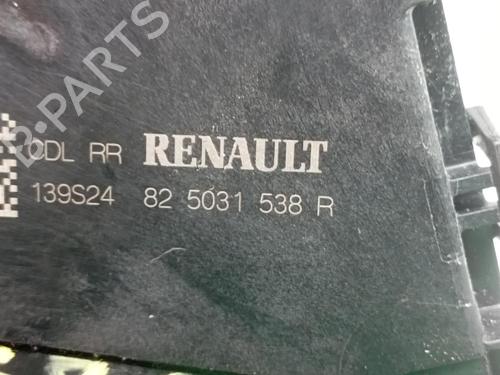 CDL RR RENAULT
139S24 82 5031 538 R
B-PARTS